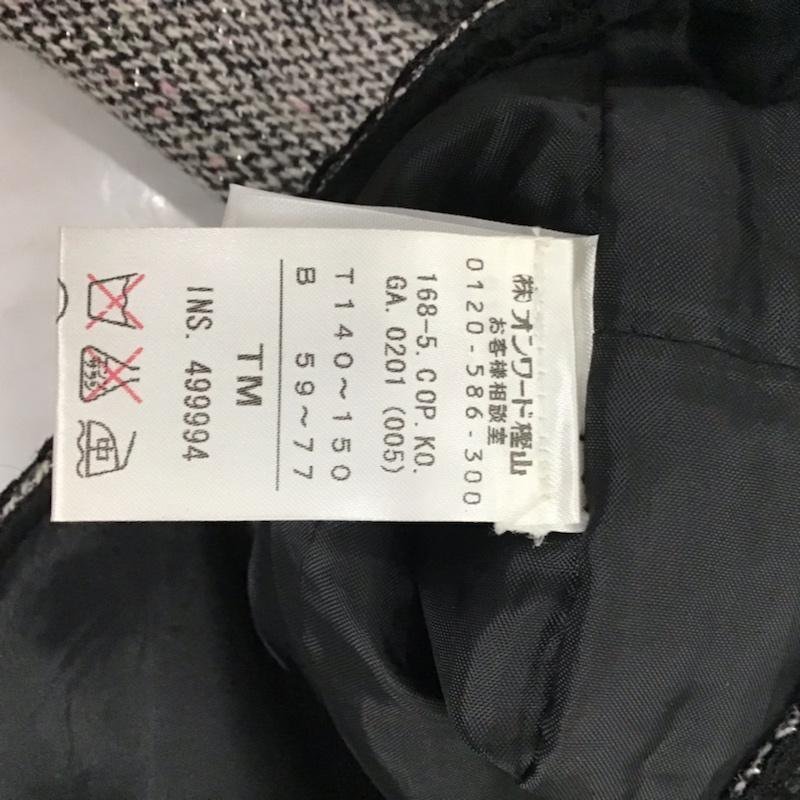 ㈱オンワード樫山
お客様相談室
0120-586-300
168-5. COP. KO.
GA. 0201 (005)
T 140～150
B 59～77
TM
INS. 499994